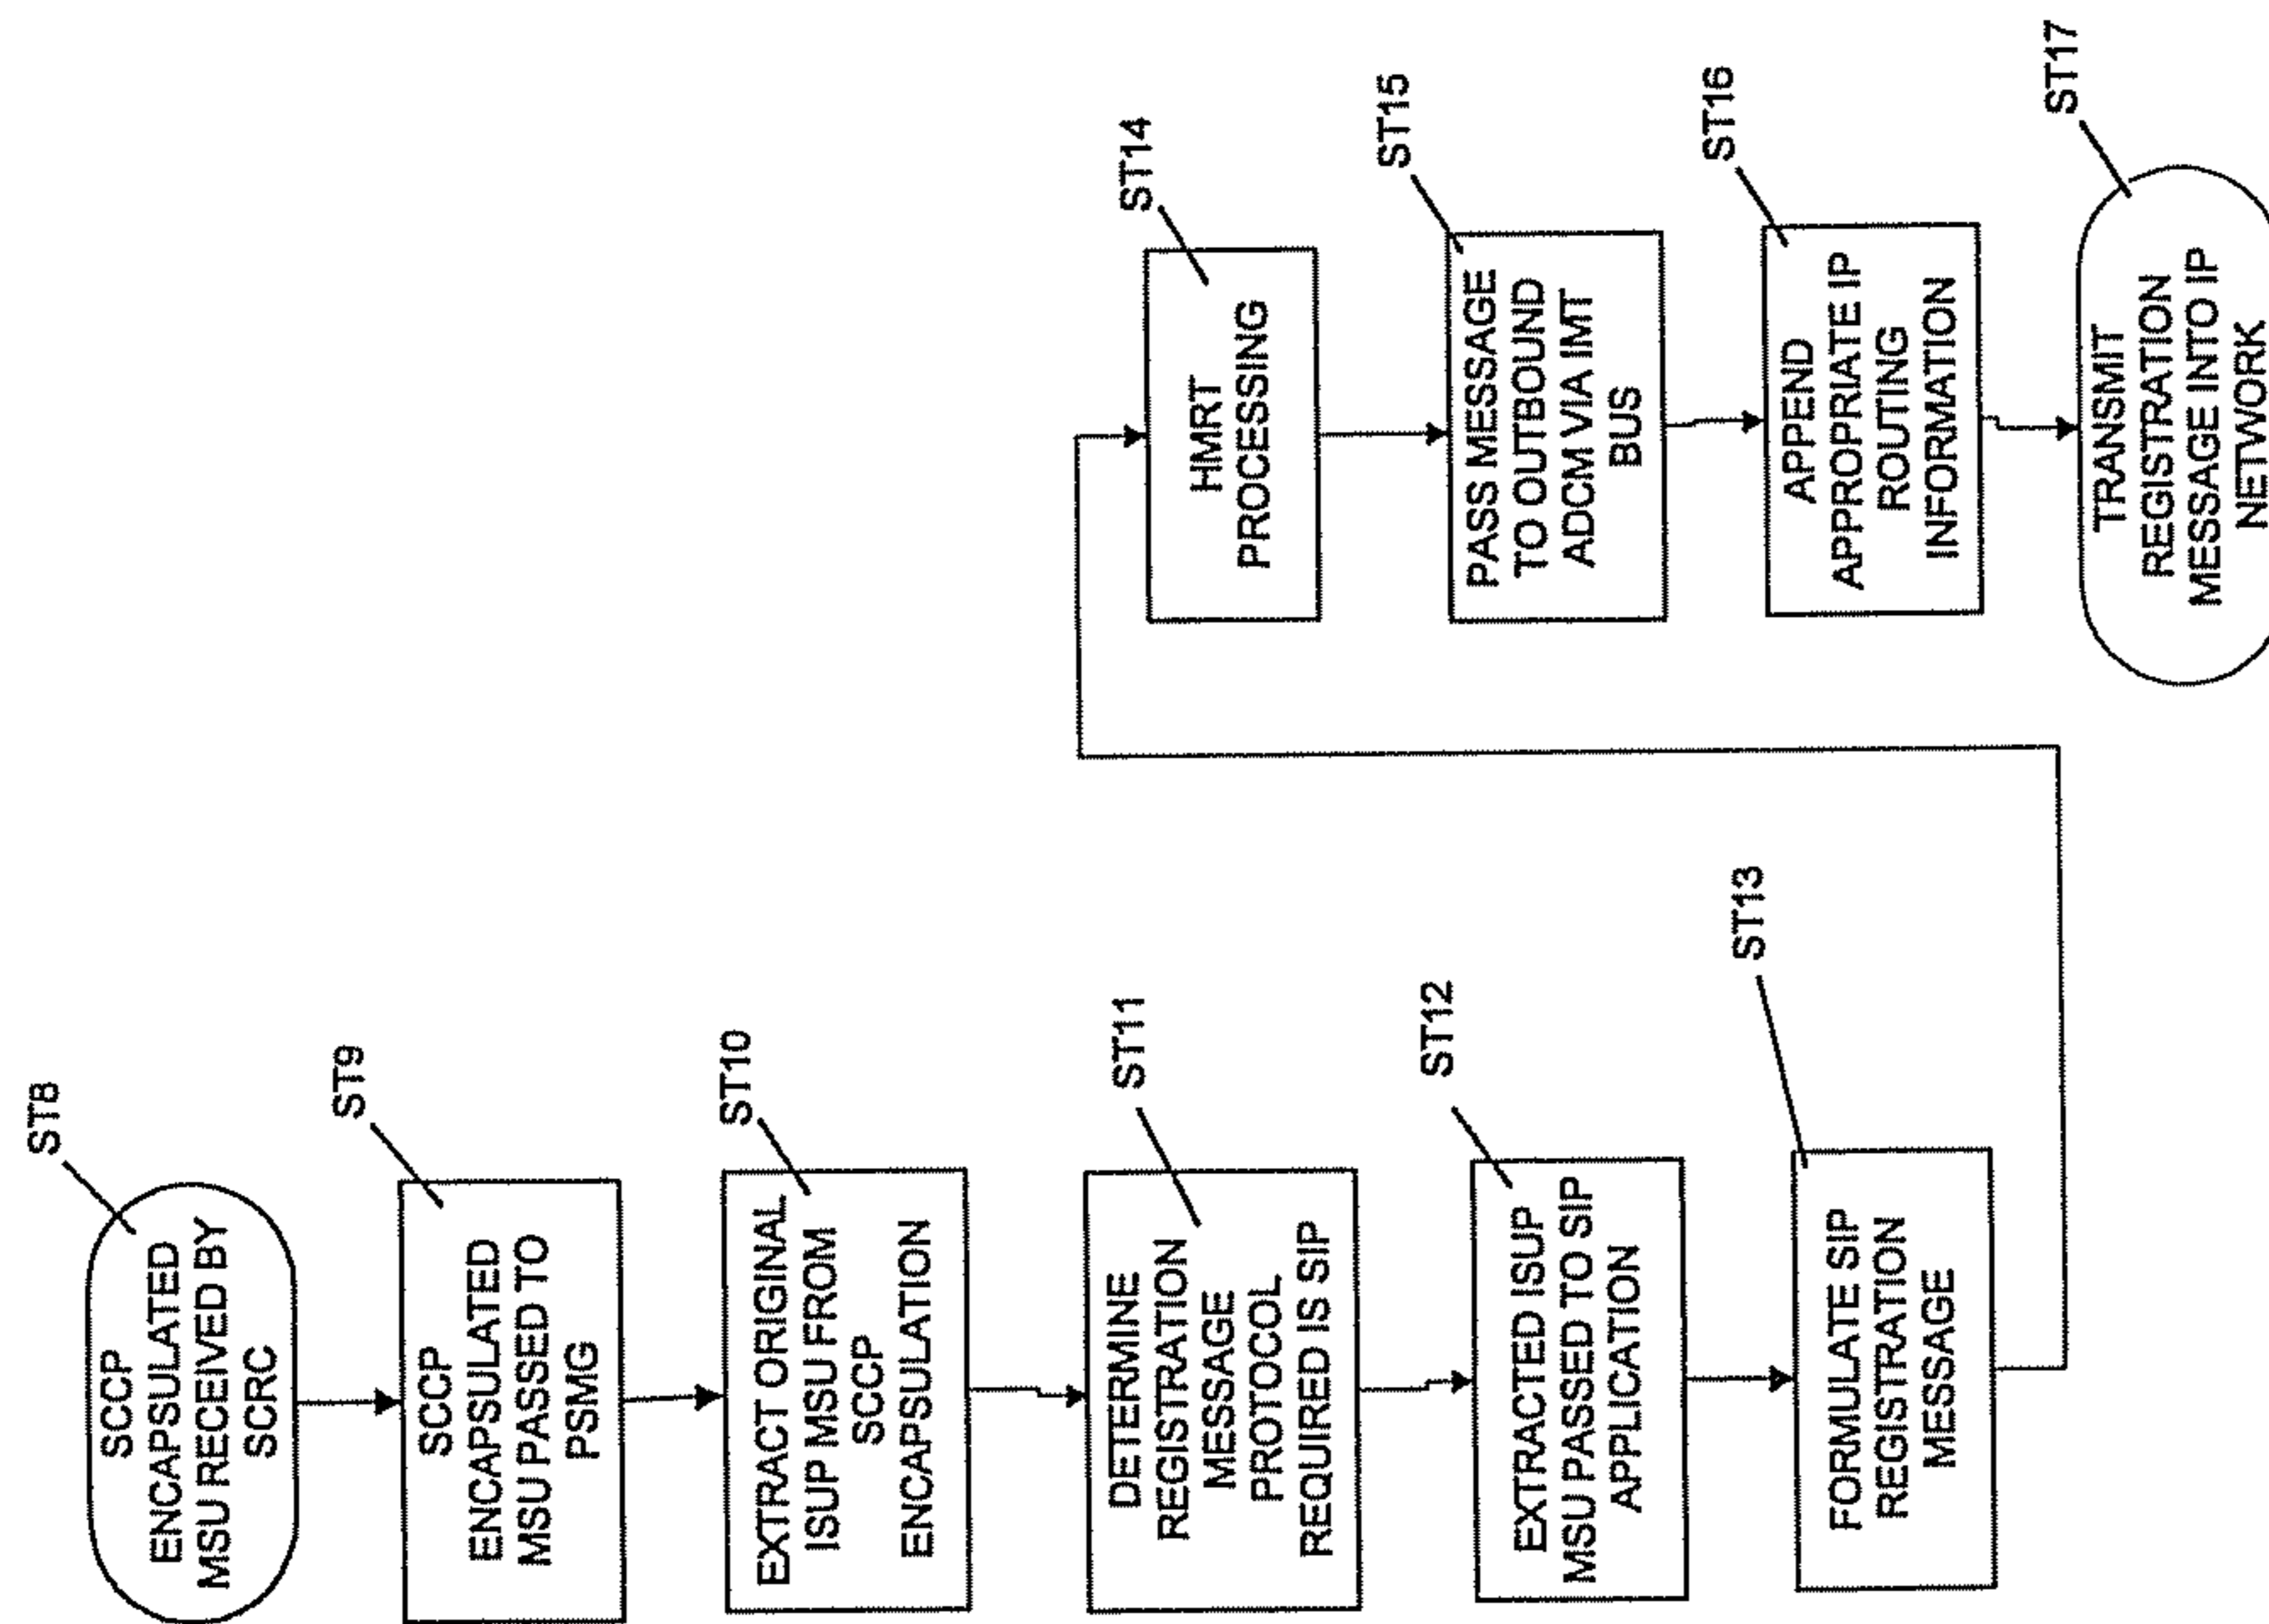 ST8
SCCP
ENCAPSULATED
MSU RECEIVED BY
SCRC
ST9
SCCP
ENCAPSULATED
MSU PASSED TO
PSMG
ST10
EXTRACT ORIGINAL
ISUP MSU FROM
SCCP
ENCAPSULATION
ST11
DETERMINE
REGISTRATION
MESSAGE
PROTOCOL
REQUIRED IS SIP
ST12
EXTRACTED ISUP
MSU PASSED TO SIP
APPLICATION
ST13
FORMULATE SIP
REGISTRATION
MESSAGE
ST14
HMRT
PROCESSING
ST15
PASS MESSAGE
TO OUTBOUND
ADCM VIA IMT
BUS
ST16
APPEND
APPROPRIATE IP
ROUTING
INFORMATION
ST17
TRANSMIT
REGISTRATION
MESSAGE INTO IP
NETWORK